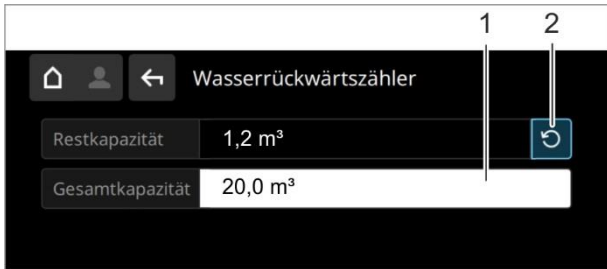 1 2
Wasserrückwärtszähler
Restkapazität 1,2 m³
Gesamtkapazität 20,0 m³